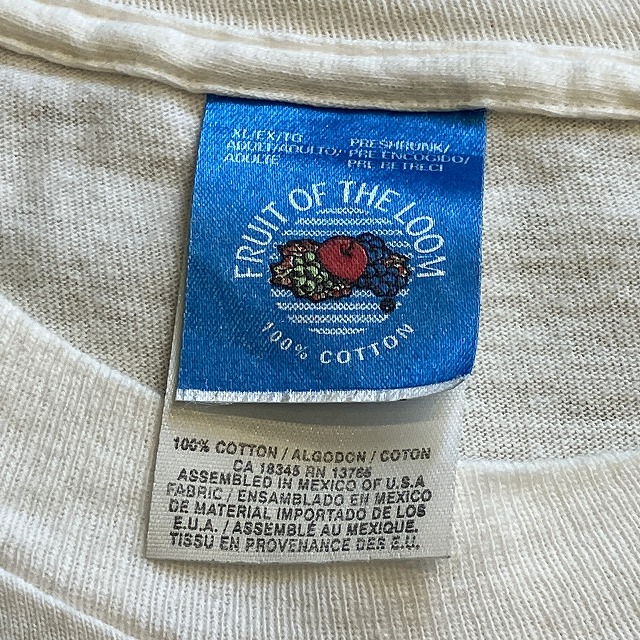 XL/EX/TG PRESHRUNK/
ADULT/ADULTO/ PRE ENCOGIDO/
ADULTE PRE RETRECI
FRUIT OF THE LOOM
100% COTTON
100% COTTON / ALGODON / COTON
CA 18345 RN 13765
ASSEMBLED IN MEXICO OF U.S.A
FABRIC / ENSAMBLADO EN MEXICO
DE MATERIAL IMPORTADO DE LOS
E.U.A. / ASSEMBLÉ AU MEXIQUE.
TISSU EN PROVENANCE DES E.U.